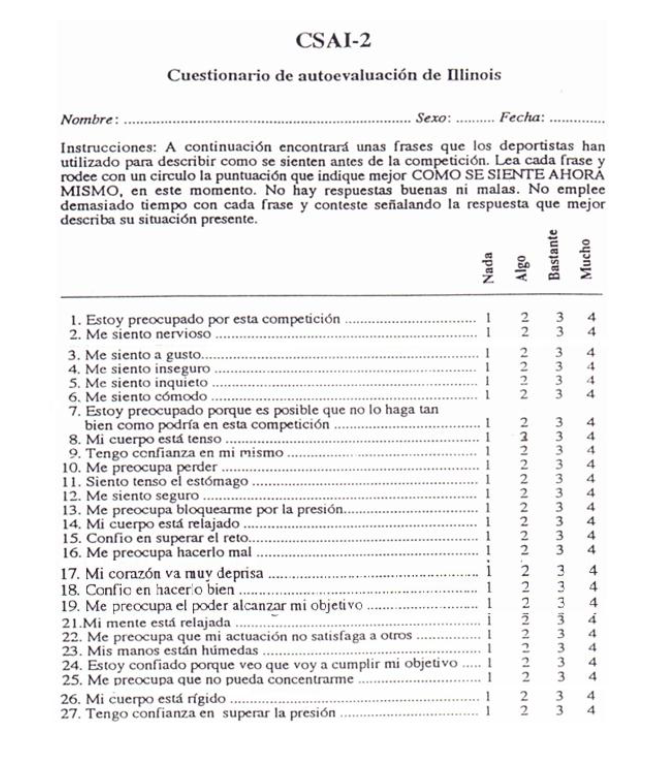 CSAI-2
Cuestionario de autoevaluación de Illinois
Nombre: ........................................................................ Sexo: .......... Fecha: ..............
Instrucciones: A continuación encontrará unas frases que los deportistas han
utilizado para describir como se sienten antes de la competición. Lea cada frase y
rodee con un circulo la puntuación que indique mejor COMO SE SIENTE AHORA
MISMO, en este momento. No hay respuestas buenas ni malas. No emplee
demasiado tiempo con cada frase y conteste señalando la respuesta que mejor
describa su situación presente.
Nada Algo Bastante Mucho
1. Estoy preocupado por esta competición ................................. 1 2 3 4
2. Me siento nervioso ................................................................. 1 2 3 4
3. Me siento a gusto..................................................................... 1 2 3 4
4. Me siento inseguro .................................................................. 1 2 3 4
5. Me siento inquieto ................................................................... 1 2 3 4
6. Me siento cómodo ................................................................... 1 2 3 4
7. Estoy preocupado porque es posible que no lo haga tan
bien como podría en esta competición .................................... 1 2 3 4
8. Mi cuerpo está tenso ............................................................... 1 2 3 4
9. Tengo confianza en mi mismo ................................................ 1 2 3 4
10. Me preocupa perder ................................................................ 1 2 3 4
11. Siento tenso el estómago ........................................................ 1 2 3 4
12. Me siento seguro ..................................................................... 1 2 3 4
13. Me preocupa bloquearme por la presión.................................. 1 2 3 4
14. Mi cuerpo está relajado ........................................................... 1 2 3 4
15. Confio en superar el reto.......................................................... 1 2 3 4
16. Me preocupa hacerlo mal ........................................................ 1 2 3 4
17. Mi corazón va muy deprisa ..................................................... 1 2 3 4
18. Confio en hacerlo bien ............................................................ 1 2 3 4
19. Me preocupa el poder alcanzar mi objetivo ............................ 1 2 3 4
21.Mi mente está relajada ............................................................. 1 2 3 4
22. Me preocupa que mi actuación no satisfaga a otros ................ 1 2 3 4
23. Mis manos están húmedas ...................................................... 1 2 3 4
24. Estoy confiado porque veo que voy a cumplir mi objetivo ..... 1 2 3 4
25. Me preocupa que no pueda concentrarme .............................. 1 2 3 4
26. Mi cuerpo está rígido .............................................................. 1 2 3 4
27. Tengo confianza en superar la presión ................................... 1 2 3 4